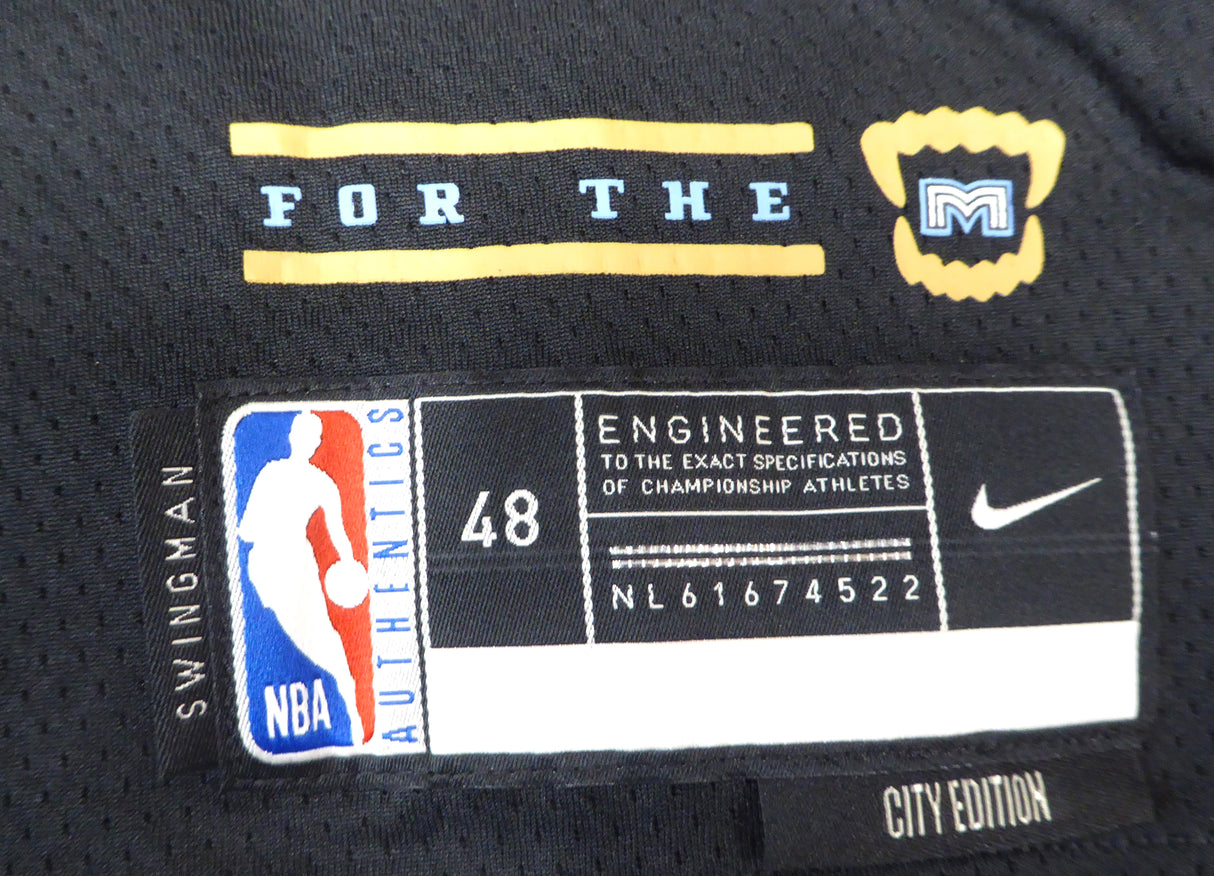 FOR THE M
SWINGMAN
NBA
AUTHENTICS
48
ENGINEERED
TO THE EXACT SPECIFICATIONS
OF CHAMPIONSHIP ATHLETES
NL61674522
CITY EDITION